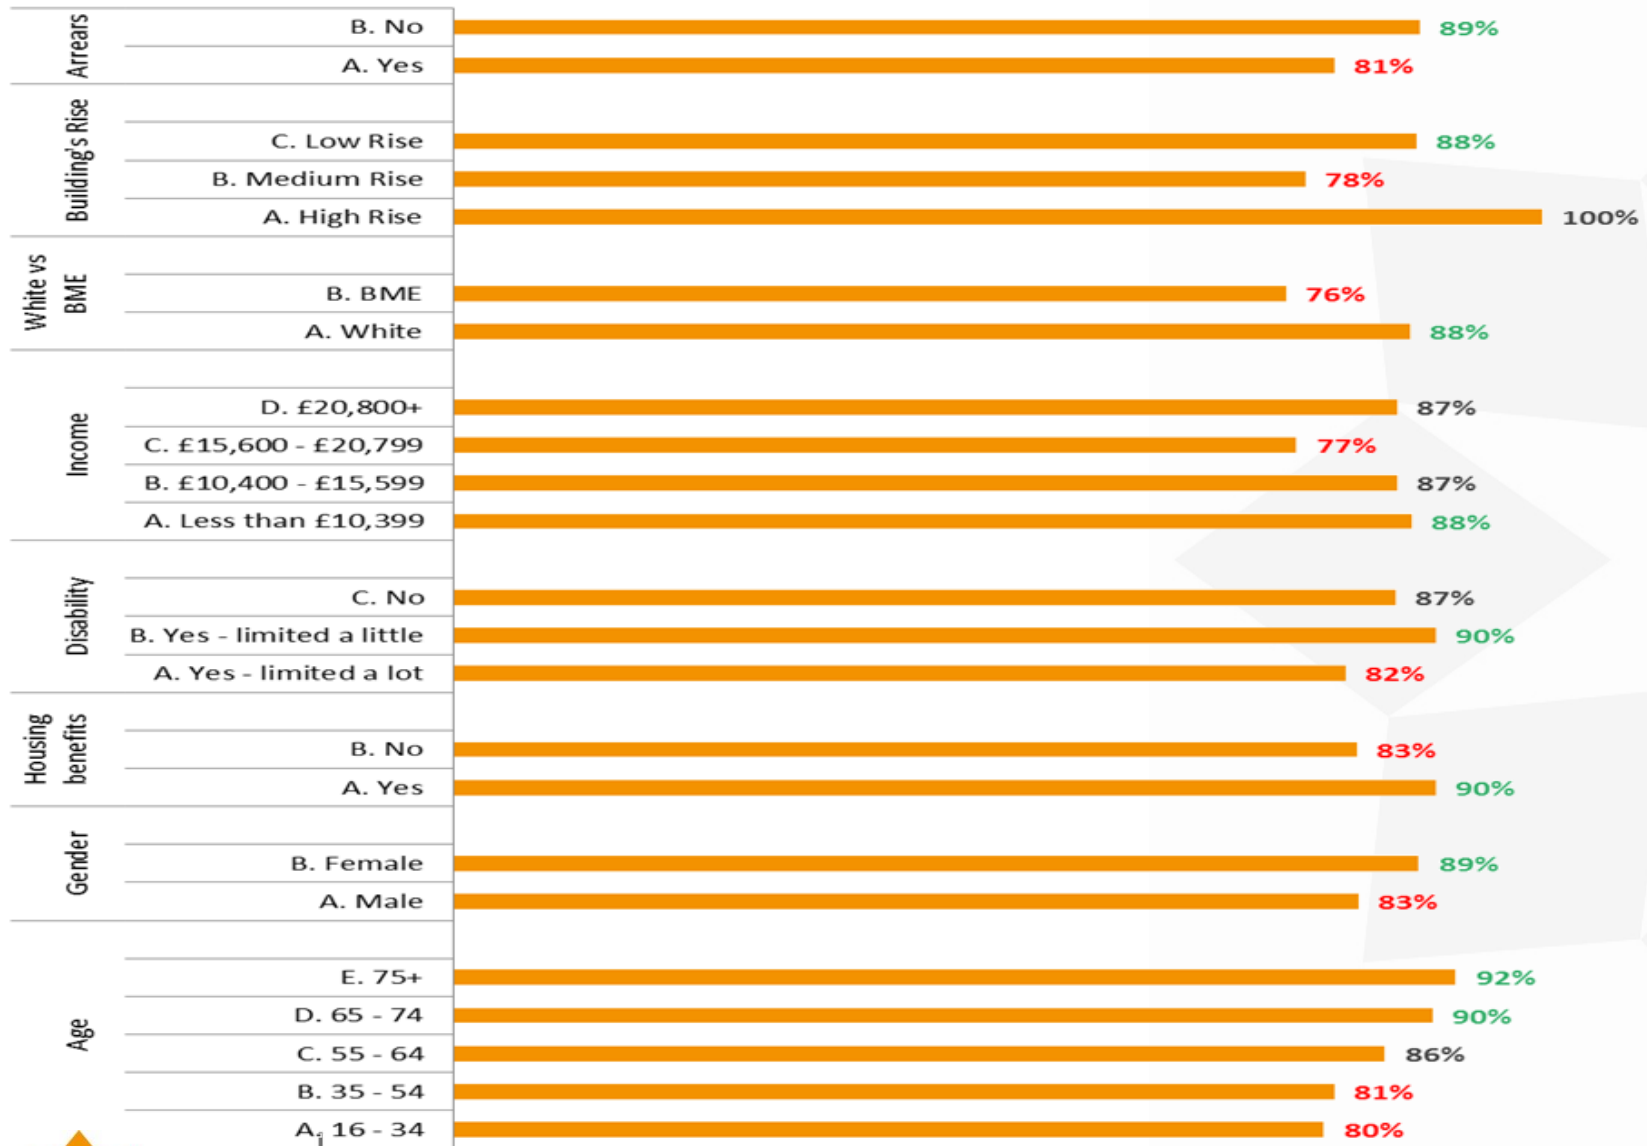 Arrears
B. No 89%
A. Yes 81%
Building's Rise
C. Low Rise 88%
B. Medium Rise 78%
A. High Rise 100%
White vs
BME
B. BME 76%
A. White 88%
Income
D. £20,800+ 87%
C. £15,600 - £20,799 77%
B. £10,400 - £15,599 87%
A. Less than £10,399 88%
Disability
C. No 87%
B. Yes - limited a little 90%
A. Yes - limited a lot 82%
Housing
benefits
B. No 83%
A. Yes 90%
Gender
B. Female 89%
A. Male 83%
Age
E. 75+ 92%
D. 65 - 74 90%
C. 55 - 64 86%
B. 35 - 54 81%
A. 16 - 34 80%